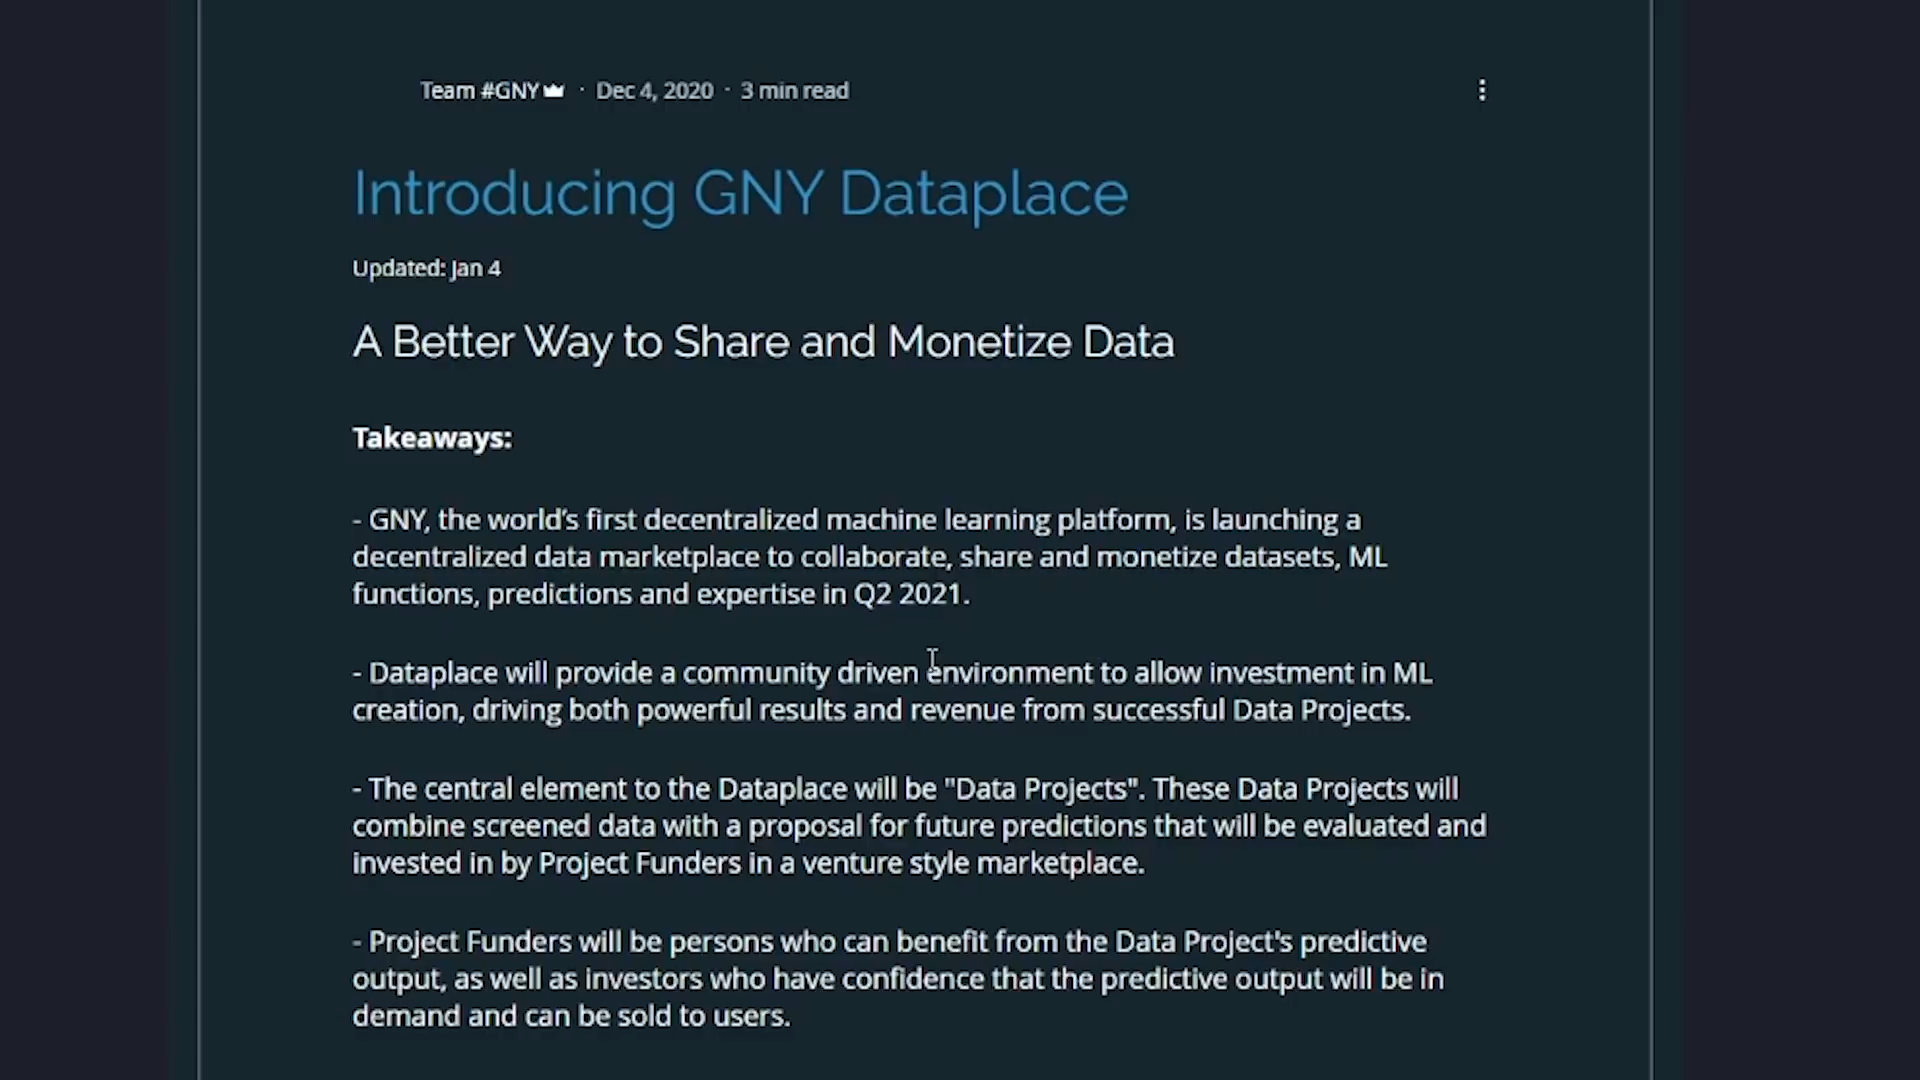 Team #GNY · Dec 4, 2020 · 3 min read
Introducing GNY Dataplace
Updated: Jan 4
A Better Way to Share and Monetize Data
Takeaways:
- GNY, the world's first decentralized machine learning platform, is launching a
decentralized data marketplace to collaborate, share and monetize datasets, ML
functions, predictions and expertise in Q2 2021.
- Dataplace will provide a community driven environment to allow investment in ML
creation, driving both powerful results and revenue from successful Data Projects.
- The central element to the Dataplace will be "Data Projects". These Data Projects will
combine screened data with a proposal for future predictions that will be evaluated and
invested in by Project Funders in a venture style marketplace.
- Project Funders will be persons who can benefit from the Data Project's predictive
output, as well as investors who have confidence that the predictive output will be in
demand and can be sold to users.